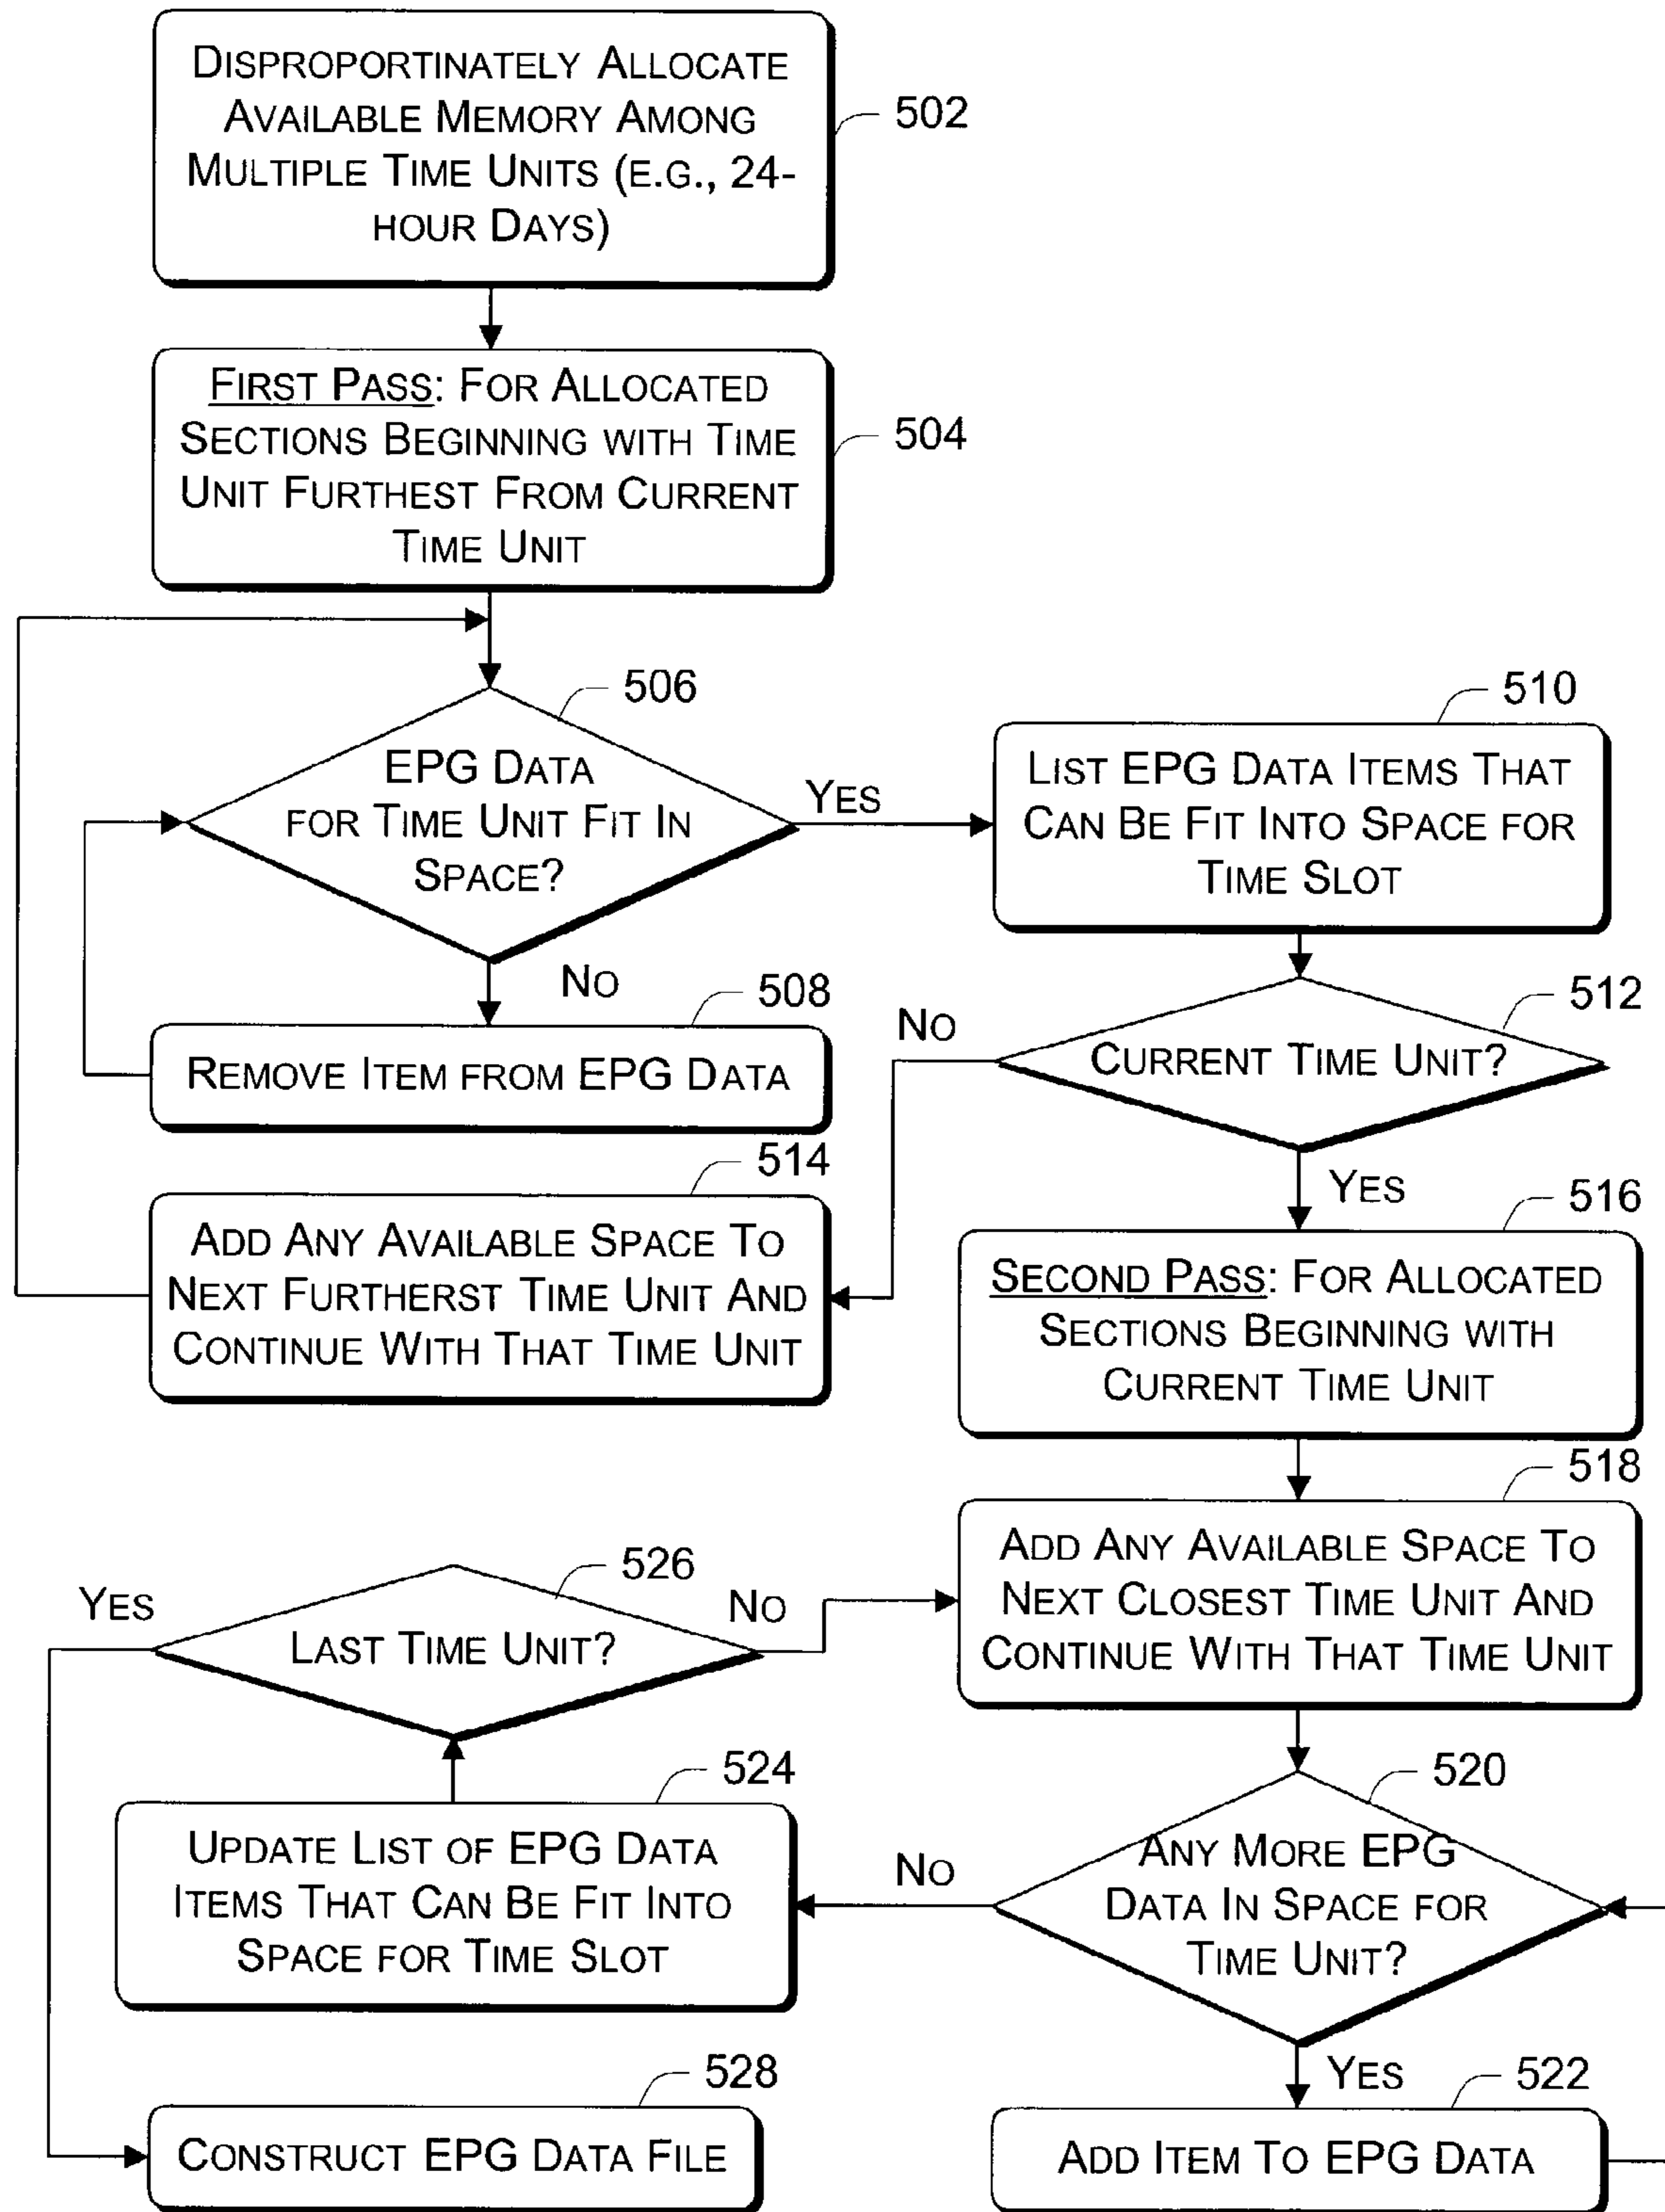 DISPROPORTINATELY ALLOCATE
AVAILABLE MEMORY AMONG
MULTIPLE TIME UNITS (E.G., 24-
HOUR DAYS)
502
FIRST PASS: FOR ALLOCATED
SECTIONS BEGINNING WITH TIME
UNIT FURTHEST FROM CURRENT
TIME UNIT
504
506
EPG DATA
FOR TIME UNIT FIT IN
SPACE?
YES
NO
510
LIST EPG DATA ITEMS THAT
CAN BE FIT INTO SPACE FOR
TIME SLOT
508
REMOVE ITEM FROM EPG DATA
512
CURRENT TIME UNIT?
NO
YES
514
ADD ANY AVAILABLE SPACE TO
NEXT FURTHERST TIME UNIT AND
CONTINUE WITH THAT TIME UNIT
516
SECOND PASS: FOR ALLOCATED
SECTIONS BEGINNING WITH
CURRENT TIME UNIT
518
ADD ANY AVAILABLE SPACE TO
NEXT CLOSEST TIME UNIT AND
CONTINUE WITH THAT TIME UNIT
526
LAST TIME UNIT?
YES
NO
520
ANY MORE EPG
DATA IN SPACE FOR
TIME UNIT?
NO
YES
524
UPDATE LIST OF EPG DATA
ITEMS THAT CAN BE FIT INTO
SPACE FOR TIME SLOT
522
ADD ITEM TO EPG DATA
528
CONSTRUCT EPG DATA FILE